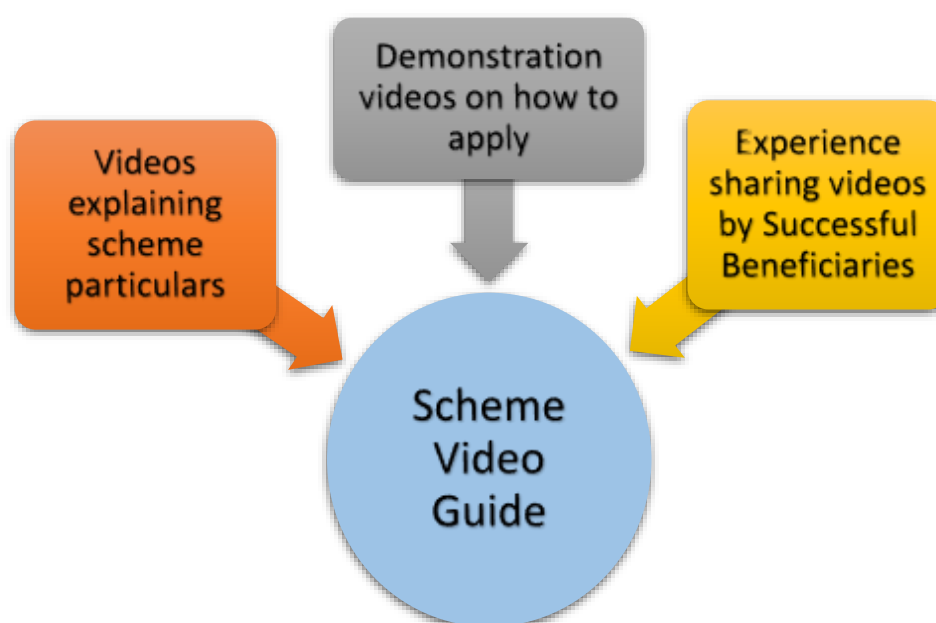 Videos
explaining
scheme
particulars
Demonstration
videos on how to
apply
Experience
sharing videos
by Successful
Beneficiaries
Scheme
Video
Guide